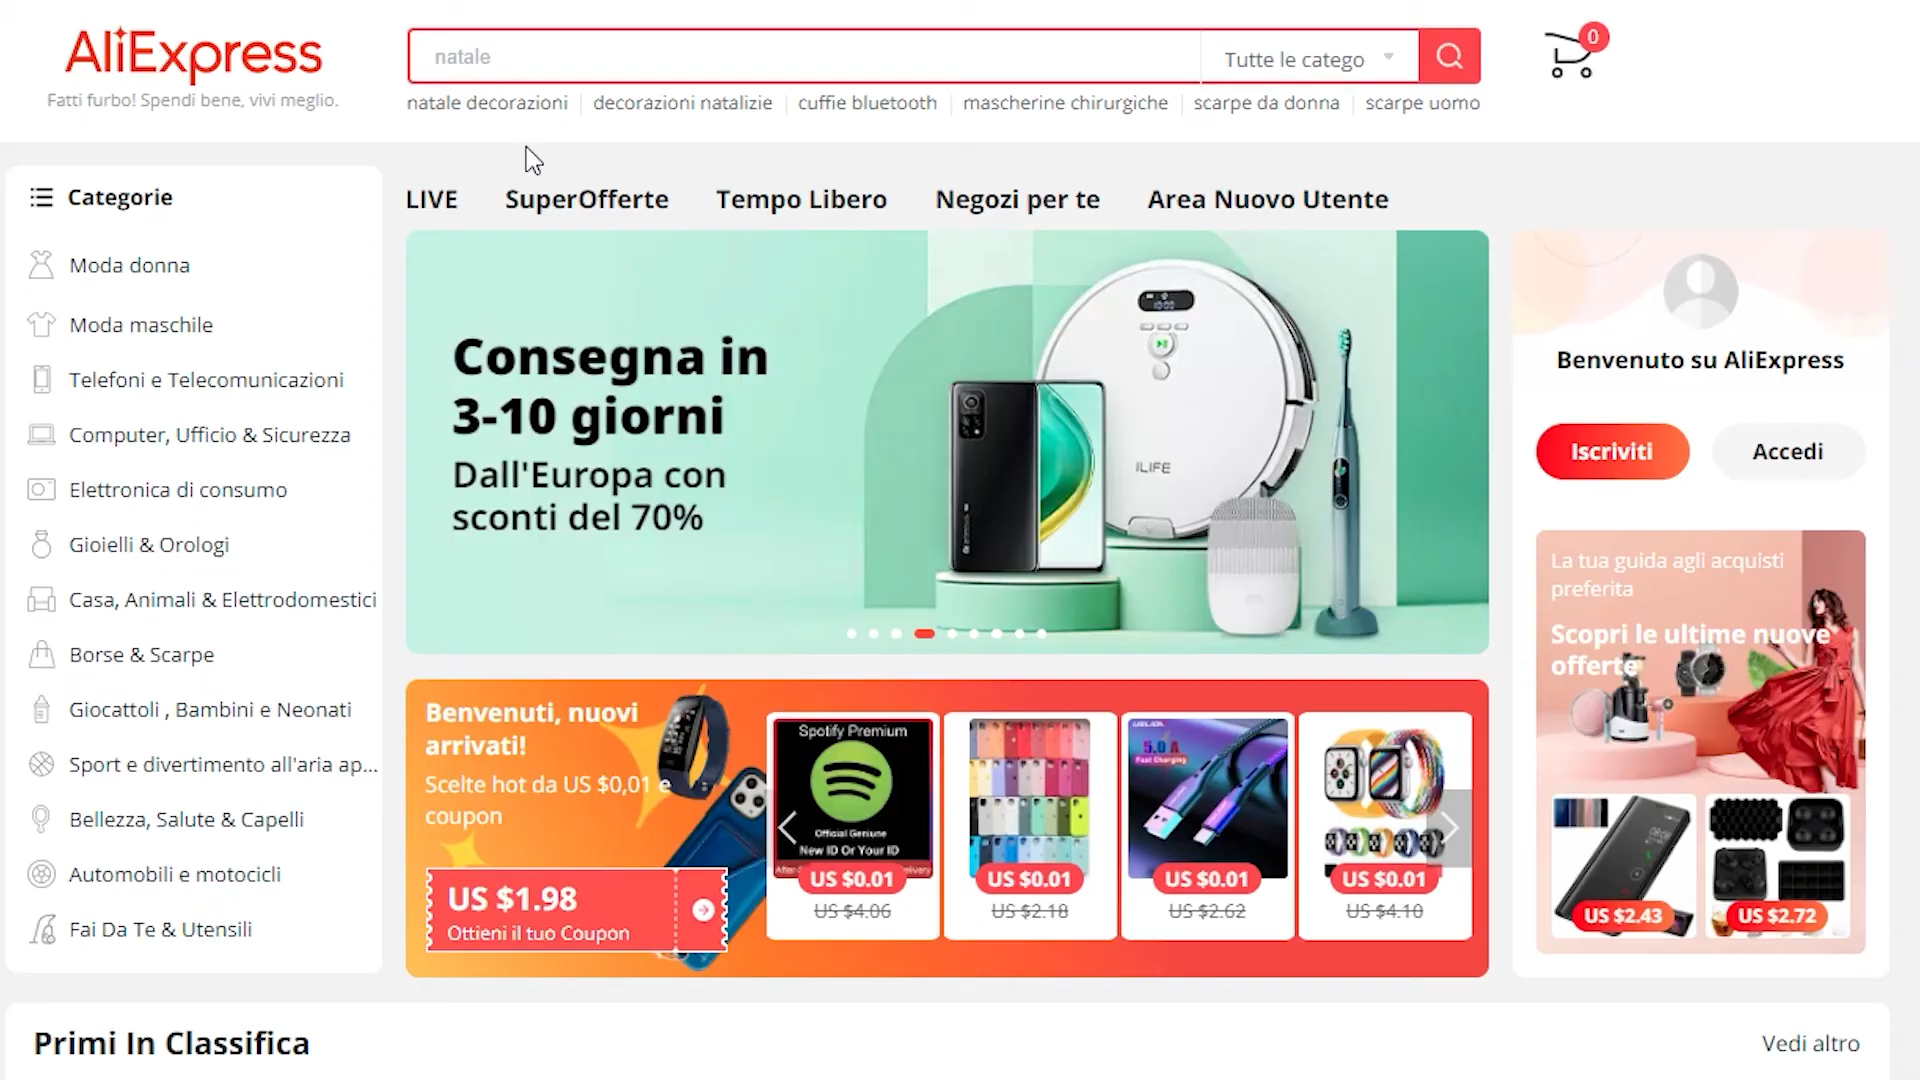 AliExpress
Fatti furbo! Spendi bene, vivi meglio.
natale
Tutte le catego
0
natale decorazioni
decorazioni natalizie
cuffie bluetooth
mascherine chirurgiche
scarpe da donna
scarpe uomo
Categorie
Moda donna
Moda maschile
Telefoni e Telecomunicazioni
Computer, Ufficio & Sicurezza
Elettronica di consumo
Gioielli & Orologi
Casa, Animali & Elettrodomestici
Borse & Scarpe
Giocattoli , Bambini e Neonati
Sport e divertimento all'aria ap...
Bellezza, Salute & Capelli
Automobili e motocicli
Fai Da Te & Utensili
LIVE
SuperOfferte
Tempo Libero
Negozi per te
Area Nuovo Utente
Consegna in
3-10 giorni
Dall'Europa con
sconti del 70%
ILIFE
Benvenuti, nuovi
arrivati!
Scelte hot da US $0,01 e
coupon
US $1.98
Ottieni il tuo Coupon
Spotify Premium
Official Geniune
New ID Or Your ID
US $0.01
US $4.06
US $0.01
US $2.18
5.0 A
Fast Charging
US $0.01
US $2.62
US $0.01
US $4.10
Benvenuto su AliExpress
Iscriviti
Accedi
La tua guida agli acquisti
preferita
Scopri le ultime nuove
offerte
US $2.43
US $2.72
Primi In Classifica
Vedi altro